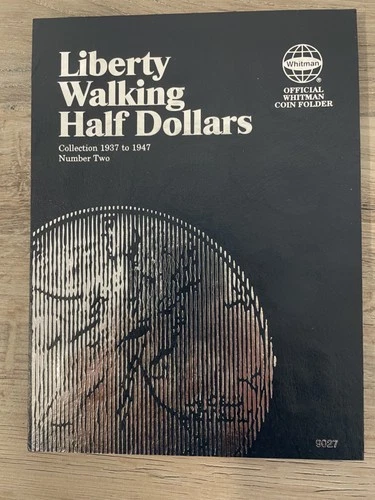 Liberty
Walking
Half Dollars
Collection 1937 to 1947
Number Two
Whitman
®
OFFICIAL
WHITMAN
COIN FOLDER
9027